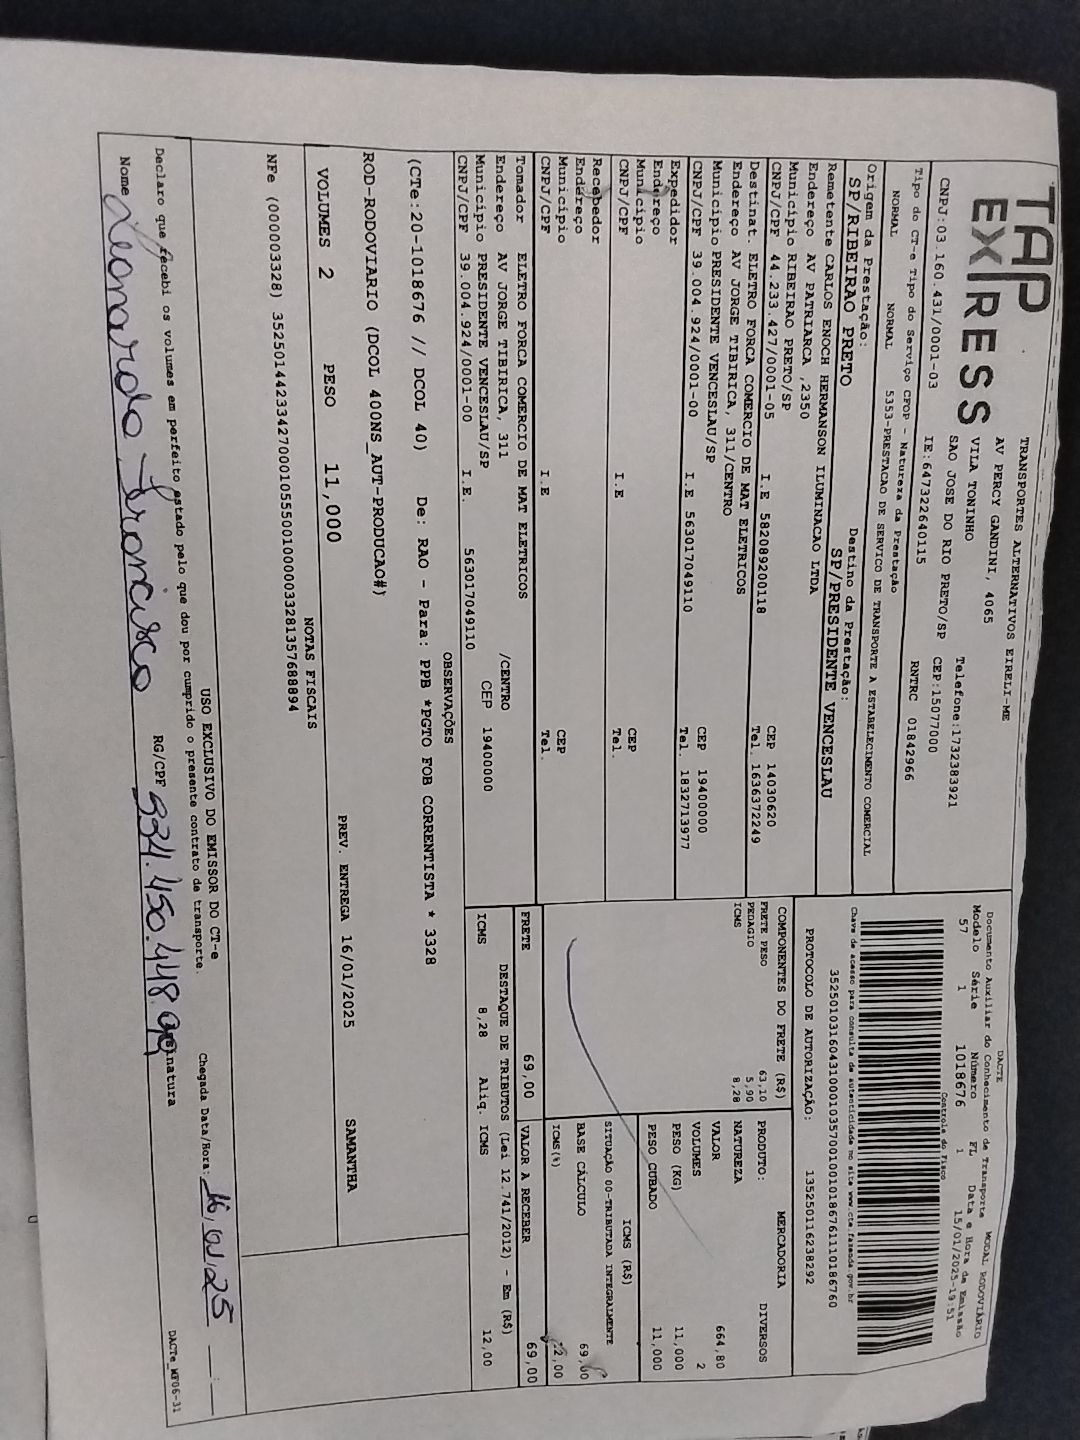 TAP
EXPRESS
TRANSPORTES ALTERNATIVOS EIRELI-ME
AV PERCY GANDINI, 4065
VILA TONINHO
SAO JOSE DO RIO PRETO/SP CEP:15077000
Telefone:1732383921
CNPJ:03.160.431/0001-03 IE:647322640115 RNTRC 01842966
Tipo do CT-e Tipo do Serviço CFOP - Natureza da Prestação
NORMAL NORMAL 5353-PRESTACAO DE SERVICO DE TRANSPORTE A ESTABELECIMENTO COMERCIAL
Origem da Prestação: Destino da Prestação:
SP/RIBEIRAO PRETO SP/PRESIDENTE VENCESLAU
Remetente CARLOS ENOCH HERMANSON ILUMINACAO LTDA
Endereço AV PATRIARCA ,2350
Município RIBEIRAO PRETO/SP CEP 14030620
CNPJ/CPF 44.233.427/0001-05 I.E 582089200118 Tel. 1636372249
Destinat. ELETRO FORCA COMERCIO DE MAT ELETRICOS
Endereço AV JORGE TIBIRICA, 311/CENTRO
Município PRESIDENTE VENCESLAU/SP CEP 19400000
CNPJ/CPF 39.004.924/0001-00 I.E 563017049110 Tel. 1832713977
Expedidor
Endereço
Município CEP
CNPJ/CPF I.E Tel.
Recebedor
Endereço
Município CEP
CNPJ/CPF I.E Tel.
Tomador ELETRO FORCA COMERCIO DE MAT ELETRICOS
Endereço AV JORGE TIBIRICA, 311 /CENTRO
Município PRESIDENTE VENCESLAU/SP CEP 19400000
CNPJ/CPF 39.004.924/0001-00 I.E. 563017049110
DACTE MODAL RODOVIÁRIO
Documento Auxiliar do Conhecimento de Transporte
Modelo Série Número FL Data e Hora de Emissão
57 1 1018676 1 15/01/2025-19:51
Controle do Fisco
Chave de acesso para consulta de autenticidade no site www.cte.fazenda.gov.br
35250103160431000103570010010186761110186760
PROTOCOLO DE AUTORIZAÇÃO: 135250116238292
COMPONENTES DO FRETE (R$)
FRETE PESO 63,10
PEDAGIO 5,90
ICMS 8,28
MERCADORIA
PRODUTO: DIVERSOS
NATUREZA
VALOR 664,80
VOLUMES 2
PESO (KG) 11,000
PESO CUBADO 11,000
ICMS (R$)
SITUAÇÃO 00-TRIBUTADA INTEGRALMENTE
BASE CÁLCULO 69,00
ICMS(%) 12,00
FRETE 69,00 VALOR A RECEBER 69,00
DESTAQUE DE TRIBUTOS (Lei 12.741/2012) - Em (R$)
ICMS 8,28 Aliq. ICMS 12,00
OBSERVAÇÕES
(CTe:20-1018676 // DCOL 40) De: RAO - Para: PPB *PGTO FOB CORRENTISTA * 3328
ROD-RODOVIARIO (DCOL 400NS_AUT-PRODUCAO#)
VOLUMES 2 PESO 11,000 PREV. ENTREGA 16/01/2025 SAMANTHA
NOTAS FISCAIS
NFe (000003328) 35250144233427000105550010000033281357688894
USO EXCLUSIVO DO EMISSOR DO CT-e
Declaro que recebi os volumes em perfeito estado pelo que dou por cumprido o presente contrato de transporte. Chegada Data/Hora: 16,01,25
Nome Leonardo Francisco RG/CPF 334.450.448.90 Assinatura
DACTe_MF06-31